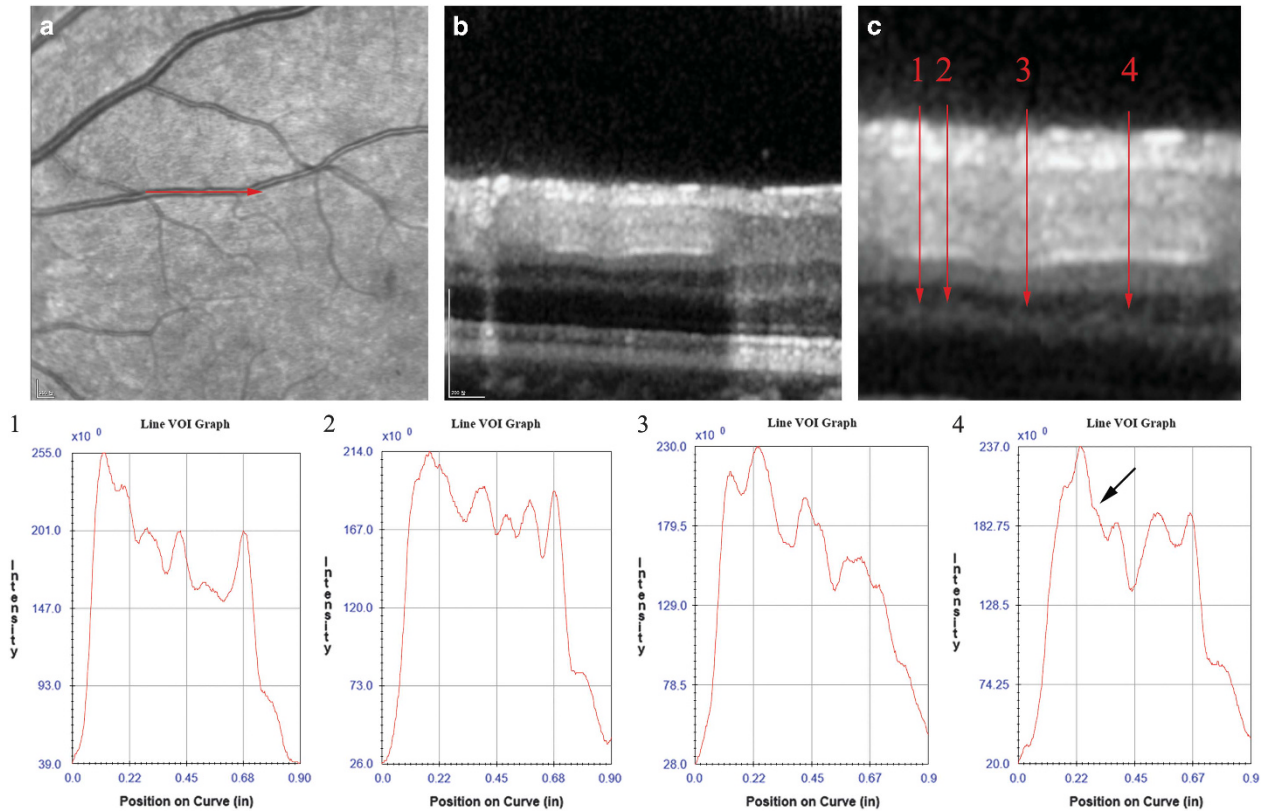 a
b
c
1 2 3 4
1
Line VOI Graph
x10 0
255.0
201.0
147.0
93.0
39.0
Intensity
0.0 0.22 0.45 0.68 0.90
Position on Curve (in)
2
Line VOI Graph
x10 0
214.0
167.0
120.0
73.0
26.0
Intensity
0.0 0.22 0.45 0.68 0.90
Position on Curve (in)
3
Line VOI Graph
x10 0
230.0
179.5
129.0
78.5
28.0
Intensity
0.0 0.22 0.45 0.67 0.9
Position on Curve (in)
4
Line VOI Graph
x10 0
237.0
182.75
128.5
74.25
20.0
Intensity
0.0 0.22 0.45 0.67 0.9
Position on Curve (in)